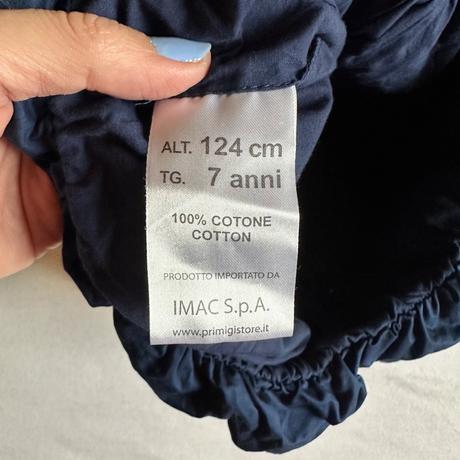 ALT. 124 cm
TG. 7 anni
100% COTONE
COTTON
PRODOTTO IMPORTATO DA
IMAC S.p.A.
www.primigistore.it